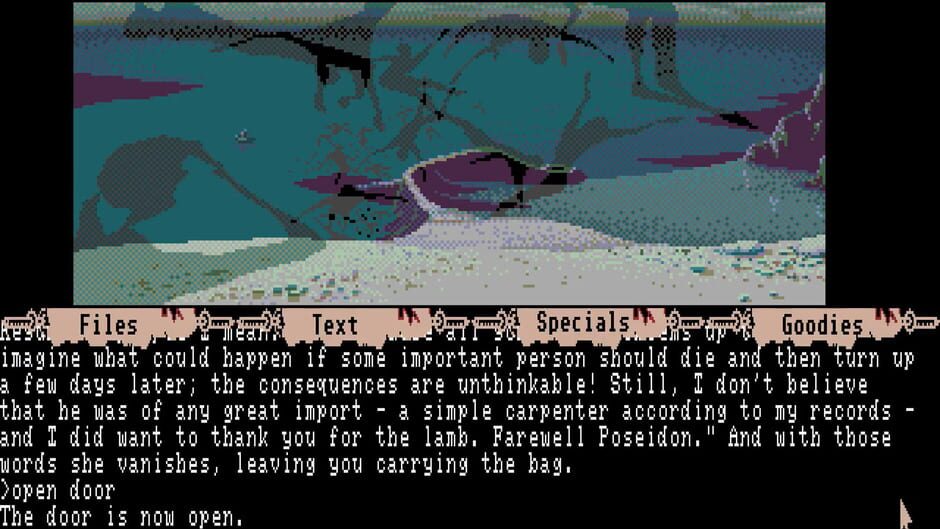 Files Text Specials Goodies
imagine what could happen if some important person should die and then turn up
a few days later; the consequences are unthinkable! Still, I don't believe
that he was of any great import - a simple carpenter according to my records -
and I did want to thank you for the lamb. Farewell Poseidon." And with those
words she vanishes, leaving you carrying the bag.
>open door
The door is now open.